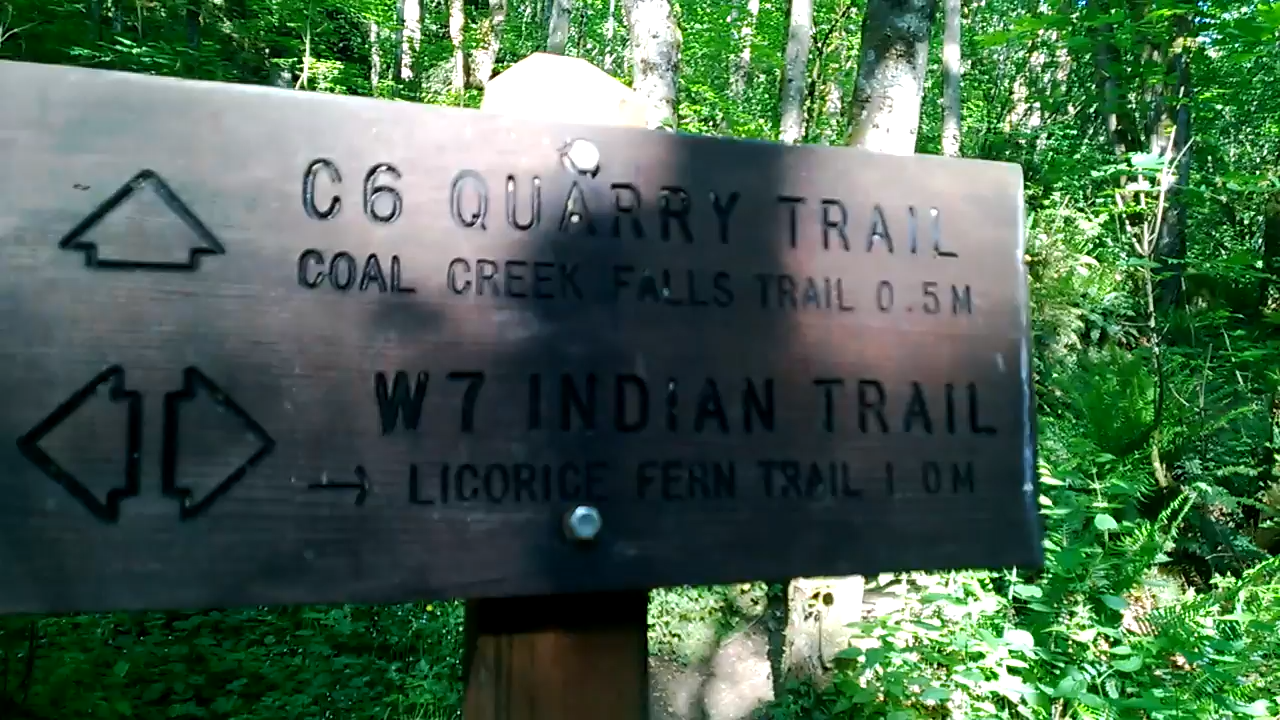 C6 QUARRY TRAIL
COAL CREEK FALLS TRAIL 0.5M
W7 INDIAN TRAIL
→ LICORICE FERN TRAIL 1.0M